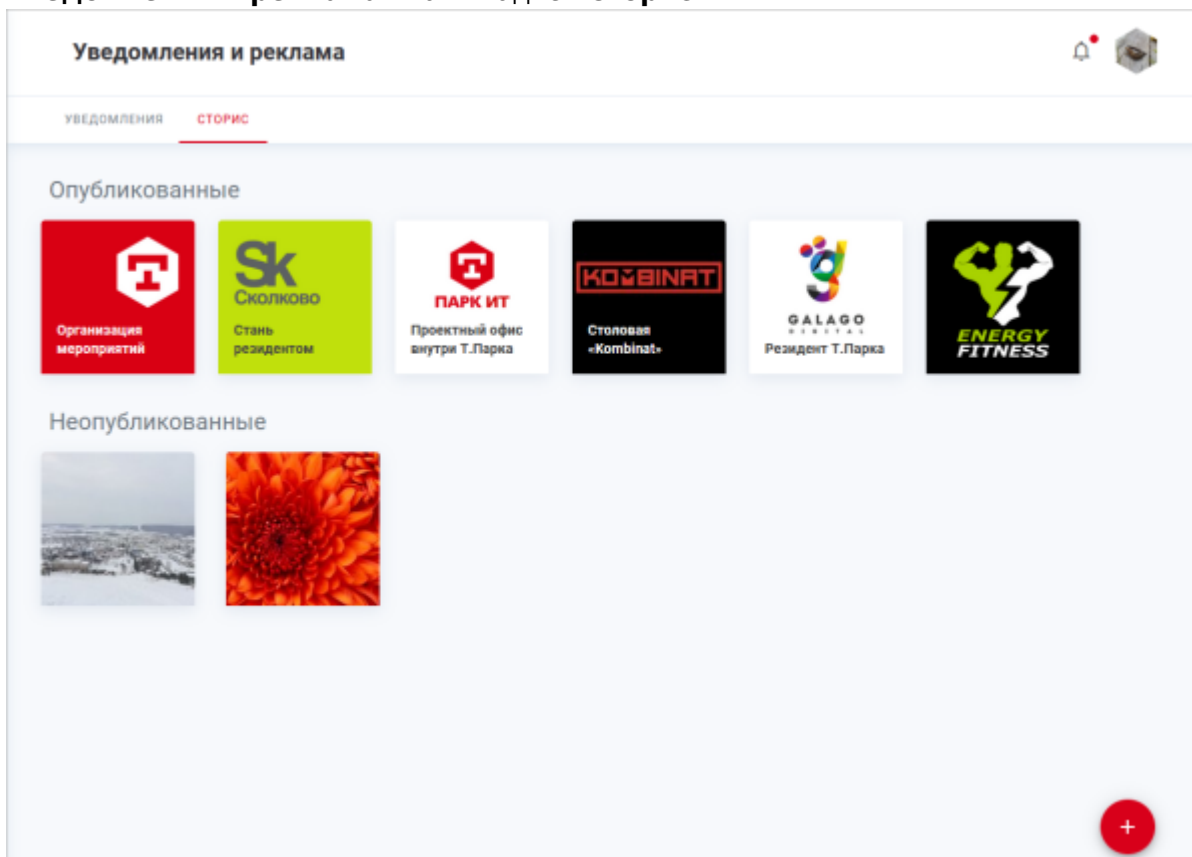 Уведомления и реклама
УВЕДОМЛЕНИЯ СТОРИС
Опубликованные
Организация
мероприятий
Sk
Сколково
Стань
резидентом
ПАРК ИТ
Проектный офис
внутри Т.Парка
KOMBINAT
Столовая
«Kombinat»
GALAGO
DIGITAL
Резидент Т.Парка
ENERGY
FITNESS
Неопубликованные
+